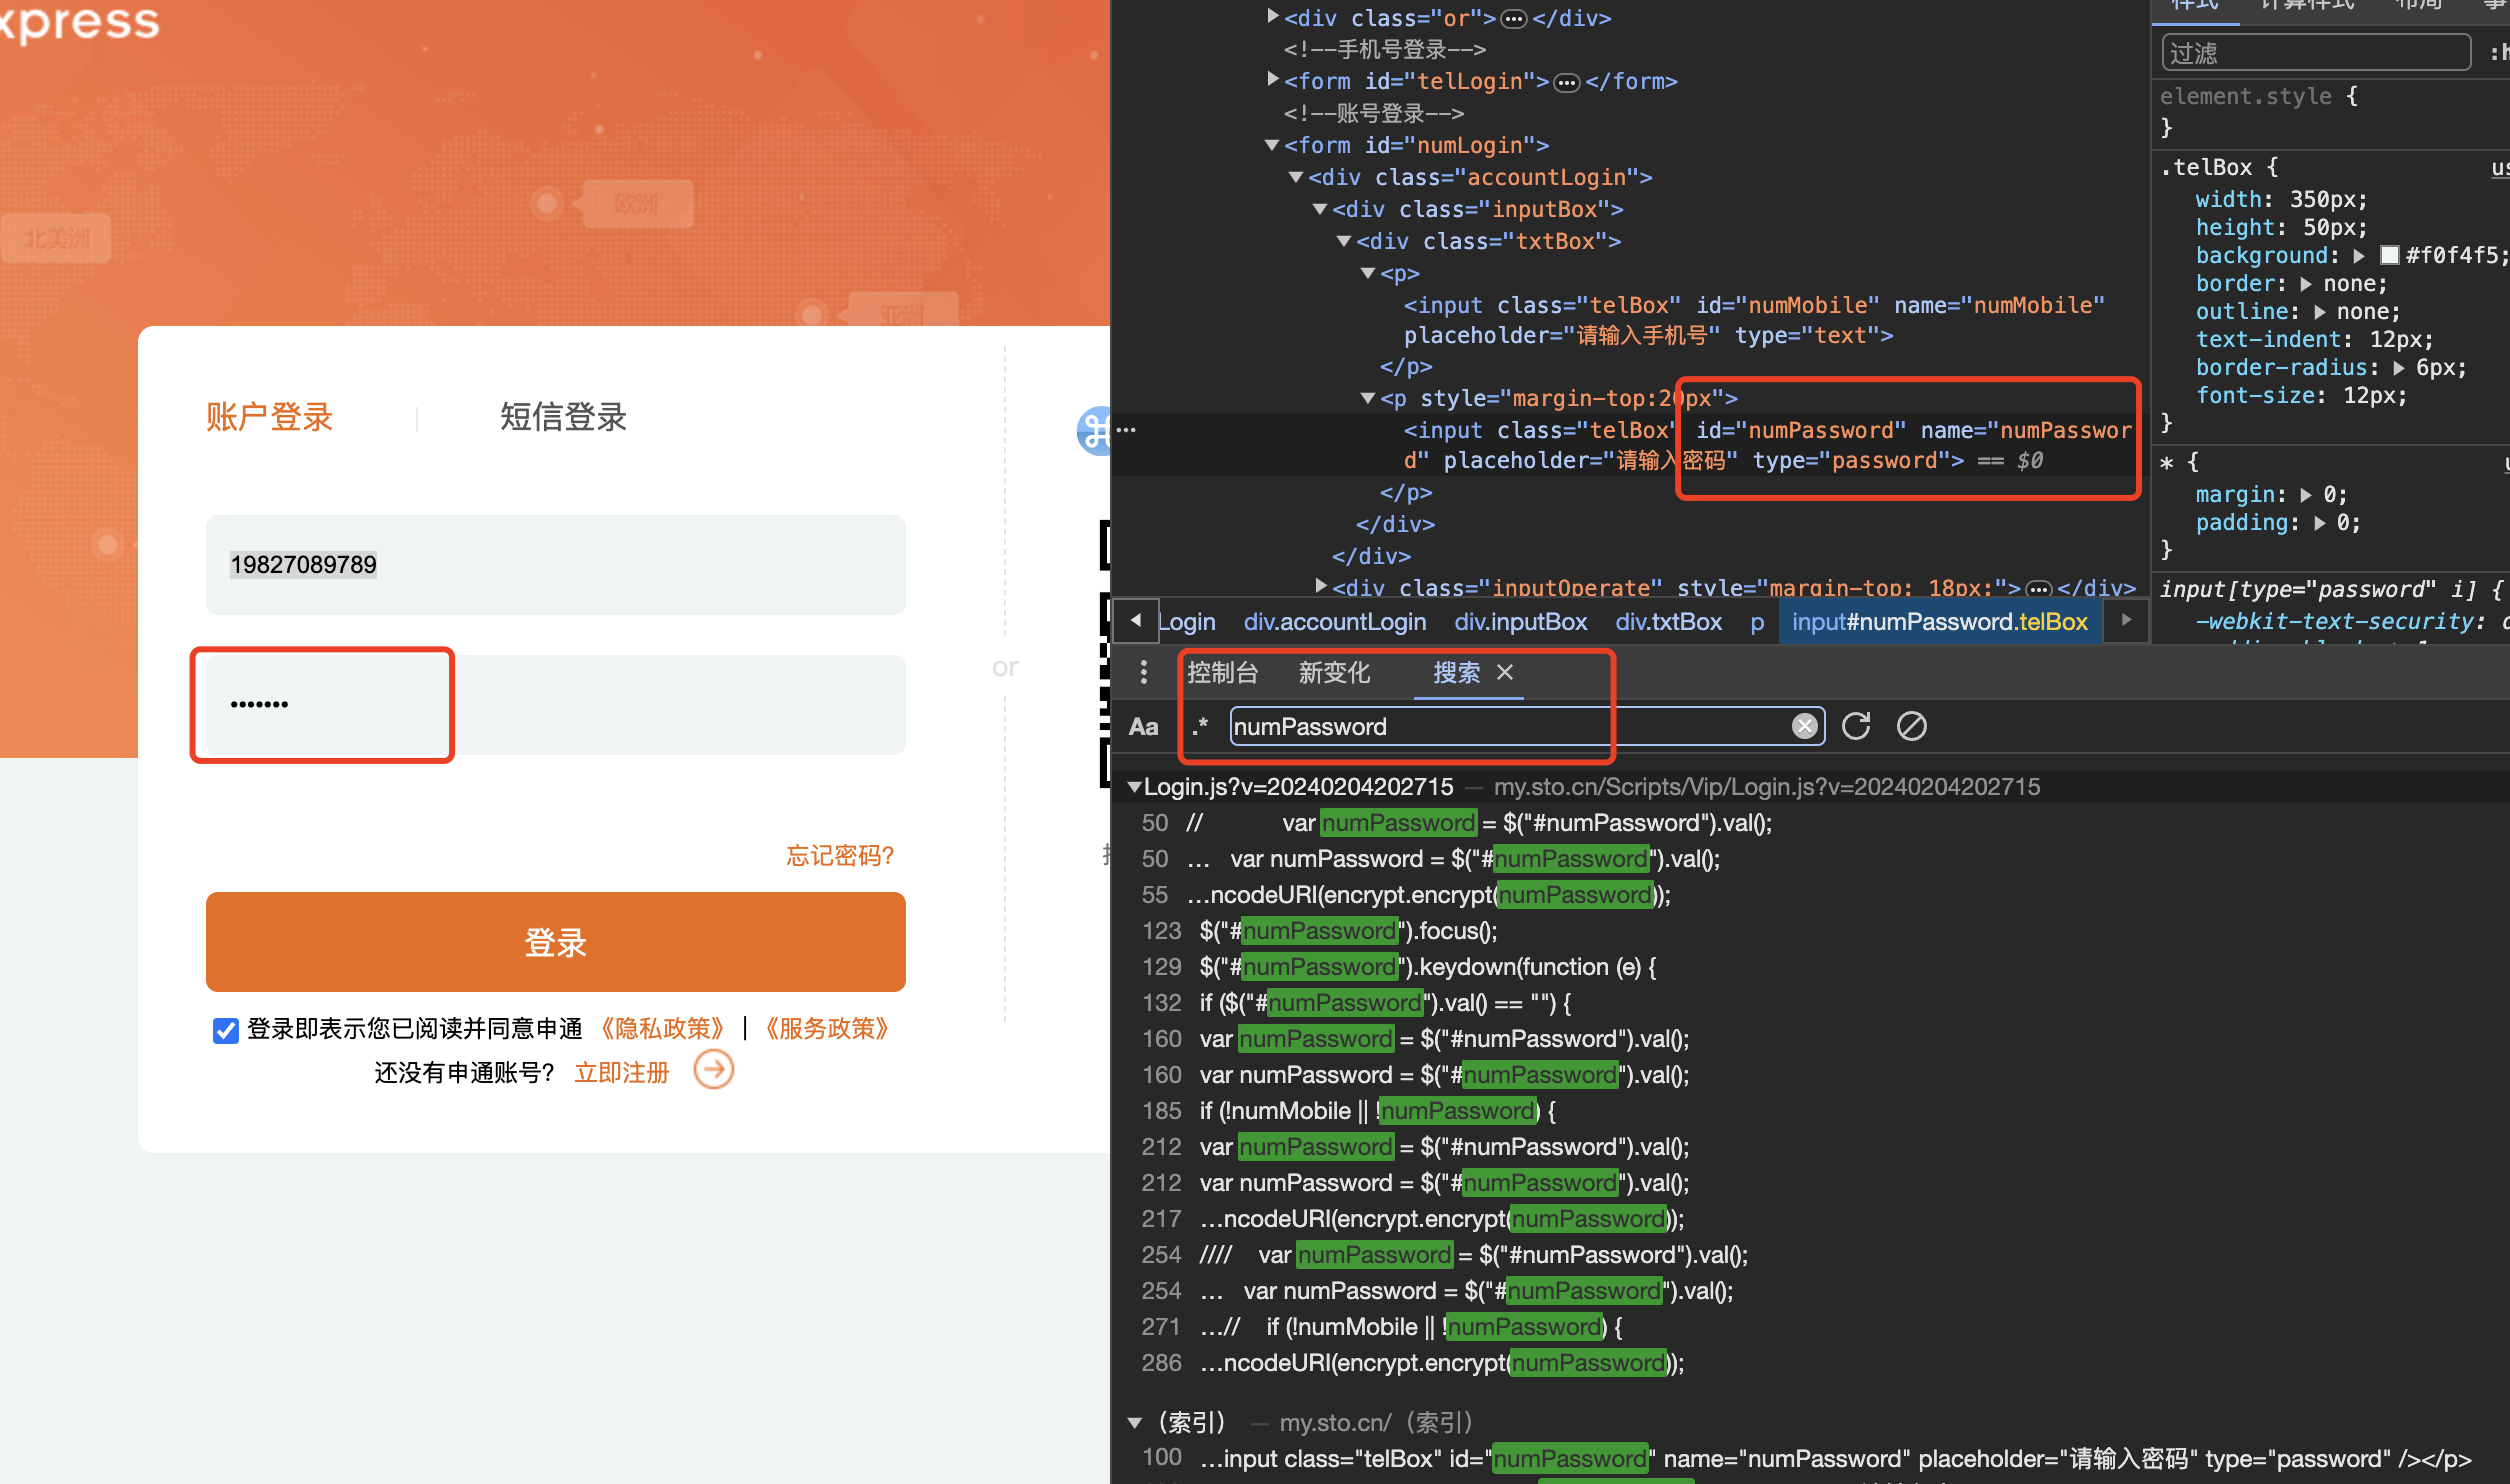 xpress
北美洲
欧洲
亚洲
账户登录
短信登录
19827089789
•••••••
or
忘记密码?
登录
登录即表示您已阅读并同意申通 《隐私政策》 | 《服务政策》
还没有申通账号? 立即注册
<div class="or">…</div>
<!--手机号登录-->
<form id="telLogin">…</form>
<!--账号登录-->
<form id="numLogin">
<div class="accountLogin">
<div class="inputBox">
<div class="txtBox">
<p>
<input class="telBox" id="numMobile" name="numMobile"
placeholder="请输入手机号" type="text">
</p>
<p style="margin-top:20px">
<input class="telBox" id="numPassword" name="numPasswor
d" placeholder="请输入密码" type="password"> == $0
</p>
</div>
</div>
<div class="inputOperate" style="margin-top: 18px;">…</div>
Login div.accountLogin div.inputBox div.txtBox p input#numPassword.telBox
样式 计算样式 布局 事
过滤 :h
element.style {
}
.telBox { us
width: 350px;
height: 50px;
background: #f0f4f5;
border: none;
outline: none;
text-indent: 12px;
border-radius: 6px;
font-size: 12px;
}
* { u
margin: 0;
padding: 0;
}
input[type="password" i] {
-webkit-text-security: d
控制台 新变化 搜索
Aa .* numPassword
Login.js?v=20240204202715 — my.sto.cn/Scripts/Vip/Login.js?v=20240204202715
50 // var numPassword = $("#numPassword").val();
50 … var numPassword = $("#numPassword").val();
55 …ncodeURI(encrypt.encrypt(numPassword));
123 $("#numPassword").focus();
129 $("#numPassword").keydown(function (e) {
132 if ($("#numPassword").val() == "") {
160 var numPassword = $("#numPassword").val();
160 var numPassword = $("#numPassword").val();
185 if (!numMobile || !numPassword) {
212 var numPassword = $("#numPassword").val();
212 var numPassword = $("#numPassword").val();
217 …ncodeURI(encrypt.encrypt(numPassword));
254 //// var numPassword = $("#numPassword").val();
254 … var numPassword = $("#numPassword").val();
271 …// if (!numMobile || !numPassword) {
286 …ncodeURI(encrypt.encrypt(numPassword));
（索引） — my.sto.cn/（索引）
100 …input class="telBox" id="numPassword" name="numPassword" placeholder="请输入密码" type="password" /></p>